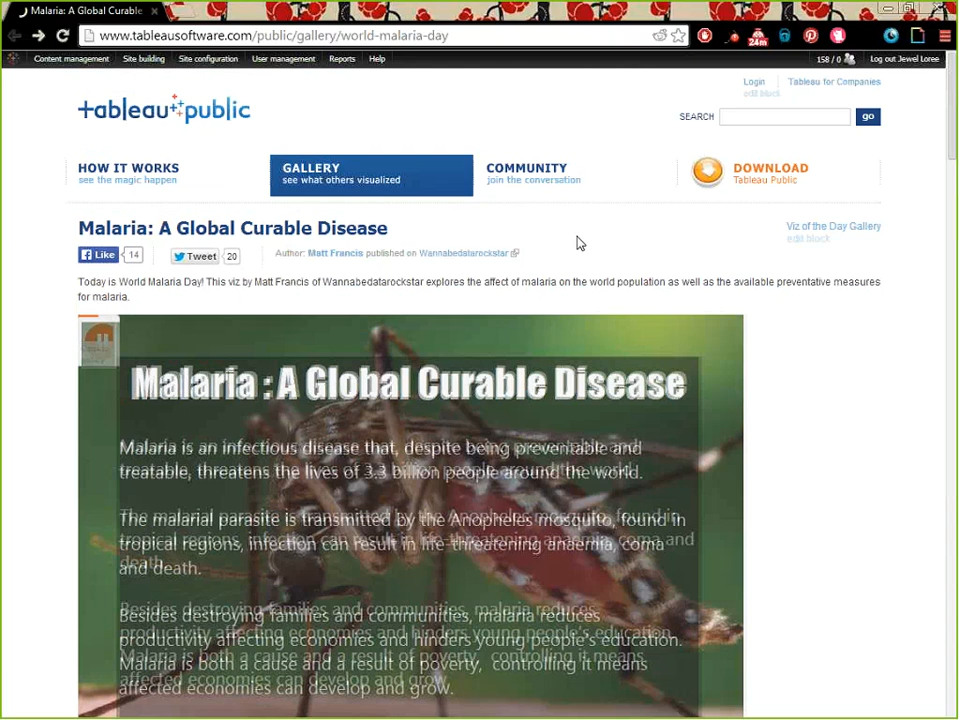 Malaria: A Global Curable
www.tableausoftware.com/public/gallery/world-malaria-day
24m
Content management Site building Site configuration User management Reports Help 158 / 0 Log out Jewel Loree
Login Tableau for Companies
edit block
tableau public
SEARCH go
HOW IT WORKS GALLERY COMMUNITY DOWNLOAD
see the magic happen see what others visualized join the conversation Tableau Public
Malaria: A Global Curable Disease Viz of the Day Gallery
edit block
Like 14 Tweet 20 Author: Matt Francis published on Wannabedatarockstar
Today is World Malaria Day! This viz by Matt Francis of Wannabedatarockstar explores the affect of malaria on the world population as well as the available preventative measures
for malaria.
Malaria : A Global Curable Disease
Malaria is an infectious disease that, despite being preventable and
treatable, threatens the lives of 3.3 billion people around the world.
The malarial parasite is transmitted by the Anopheles mosquito, found in
tropical regions, infection can result in life-threatening anaemia, coma
and death.
Besides destroying families and communities, malaria reduces
productivity affecting economies and hinders young people's education.
Malaria is both a cause and a result of poverty, controlling it means
affected economies can develop and grow.